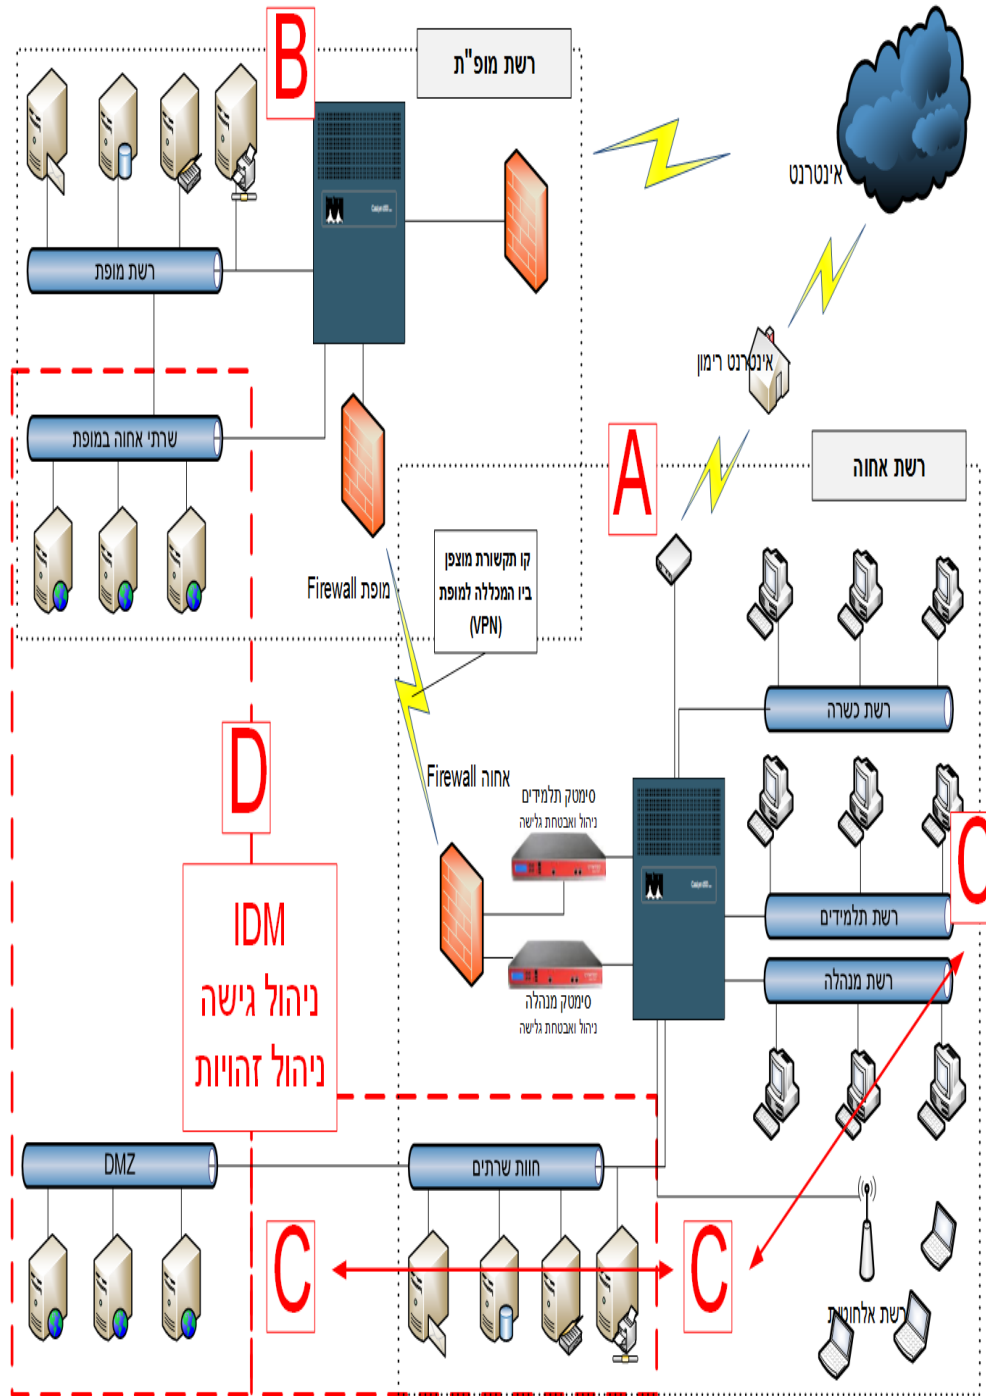 B
רשת מופ"ת
אינטרנט
רשת מופת
אינטרנט רימון
שרתי אחוה במופת
A
רשת אחוה
קו תקשורת מוצפן
ביו המכללה למופת
(VPN)
Firewall מופת
רשת כשרה
D
Firewall אחוה
סימטק תלמידים
ניהול ואבטחת גלישה
C
רשת תלמידים
IDM
ניהול גישה
ניהול זהויות
רשת מנהלה
סימטק מנהלה
ניהול ואבטחת גלישה
DMZ
חוות שרתים
C
C
רשת אלחוטית